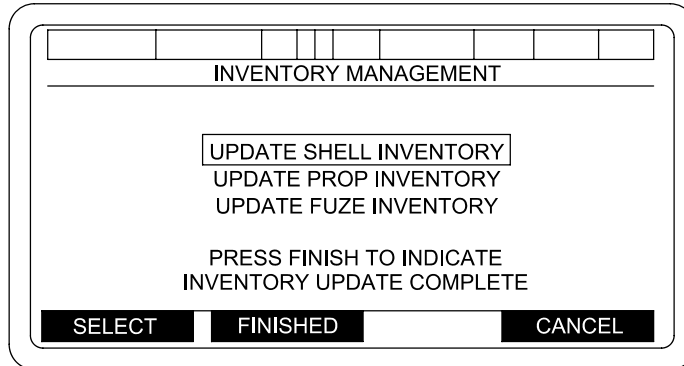 INVENTORY MANAGEMENT
UPDATE SHELL INVENTORY
UPDATE PROP INVENTORY
UPDATE FUZE INVENTORY
PRESS FINISH TO INDICATE
INVENTORY UPDATE COMPLETE
SELECT FINISHED CANCEL